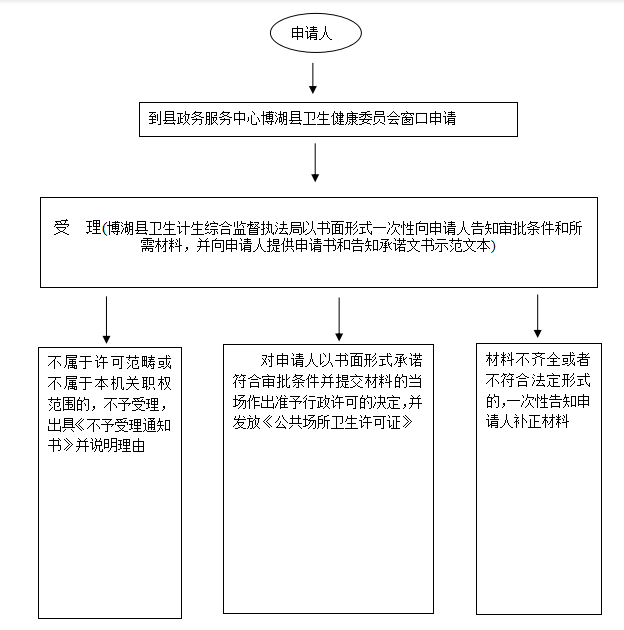 申请人
到县政务服务中心博湖县卫生健康委员会窗口申请
受 理(博湖县卫生计生综合监督执法局以书面形式一次性向申请人告知审批条件和所
需材料，并向申请人提供申请书和告知承诺文书示范文本)
不属于许可范畴或
不属于本机关职权
范围的，不予受理，
出具《不予受理通知
书》并说明理由
对申请人以书面形式承诺
符合审批条件并提交材料的当
场作出准予行政许可的决定，并
发放《公共场所卫生许可证》
材料不齐全或者
不符合法定形式
的，一次性告知申
请人补正材料